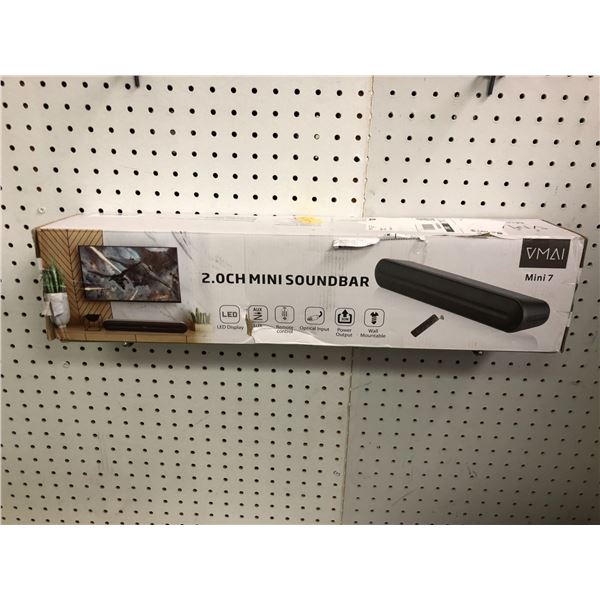 VMAI
Mini 7
2.0CH MINI SOUNDBAR
LED
AUX
LED Display
Remote control
Optical Input
Power Output
Wall Mountable